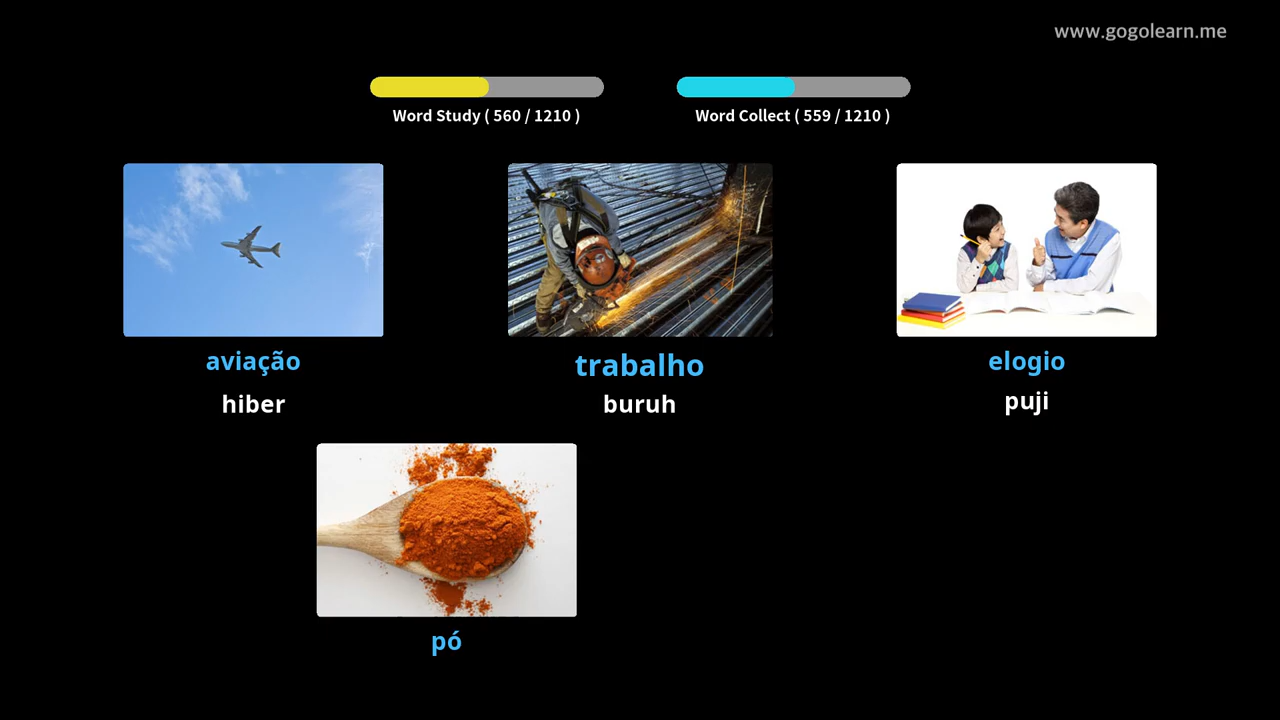 www.gogolearn.me
Word Study ( 560 / 1210 )
Word Collect ( 559 / 1210 )
aviação
trabalho
elogio
hiber
buruh
puji
pó